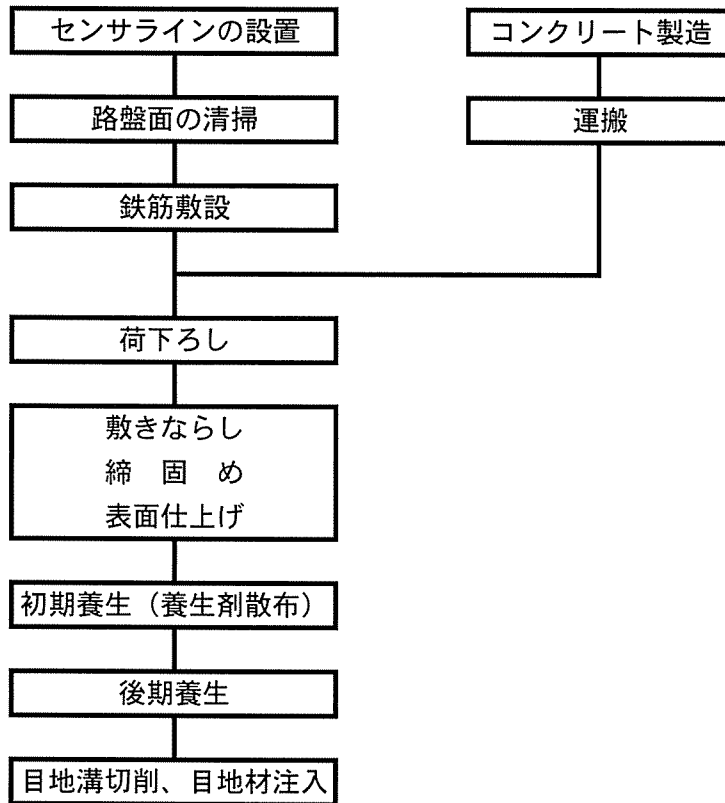 センサラインの設置
コンクリート製造
路盤面の清掃
運搬
鉄筋敷設
荷下ろし
敷きならし
締　固　め
表面仕上げ
初期養生（養生剤散布）
後期養生
目地溝切削、目地材注入